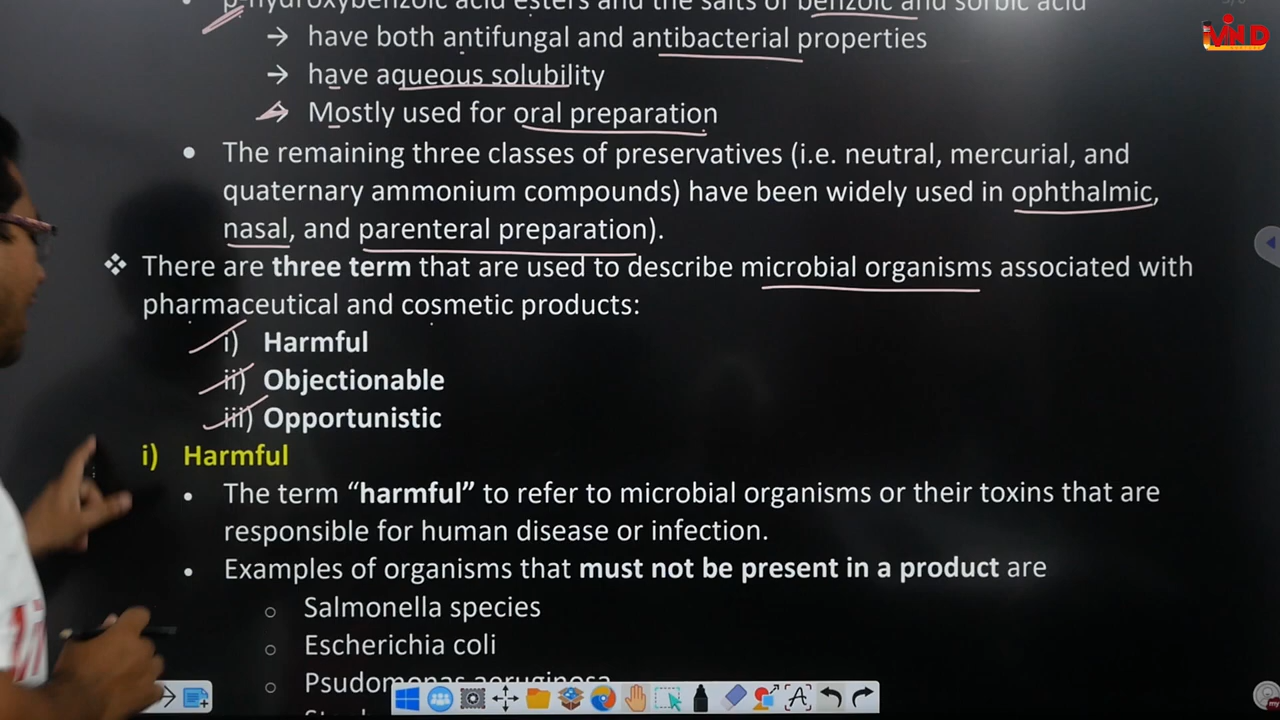 p-hydroxybenzoic acid esters and the salts of benzoic and sorbic acid
→ have both antifungal and antibacterial properties
→ have aqueous solubility
→ Mostly used for oral preparation
• The remaining three classes of preservatives (i.e. neutral, mercurial, and
quaternary ammonium compounds) have been widely used in ophthalmic,
nasal, and parenteral preparation).
❖ There are three term that are used to describe microbial organisms associated with
pharmaceutical and cosmetic products:
i) Harmful
ii) Objectionable
iii) Opportunistic
i) Harmful
• The term “harmful” to refer to microbial organisms or their toxins that are
responsible for human disease or infection.
• Examples of organisms that must not be present in a product are
○ Salmonella species
○ Escherichia coli
○ Psudomonas aeruginosa